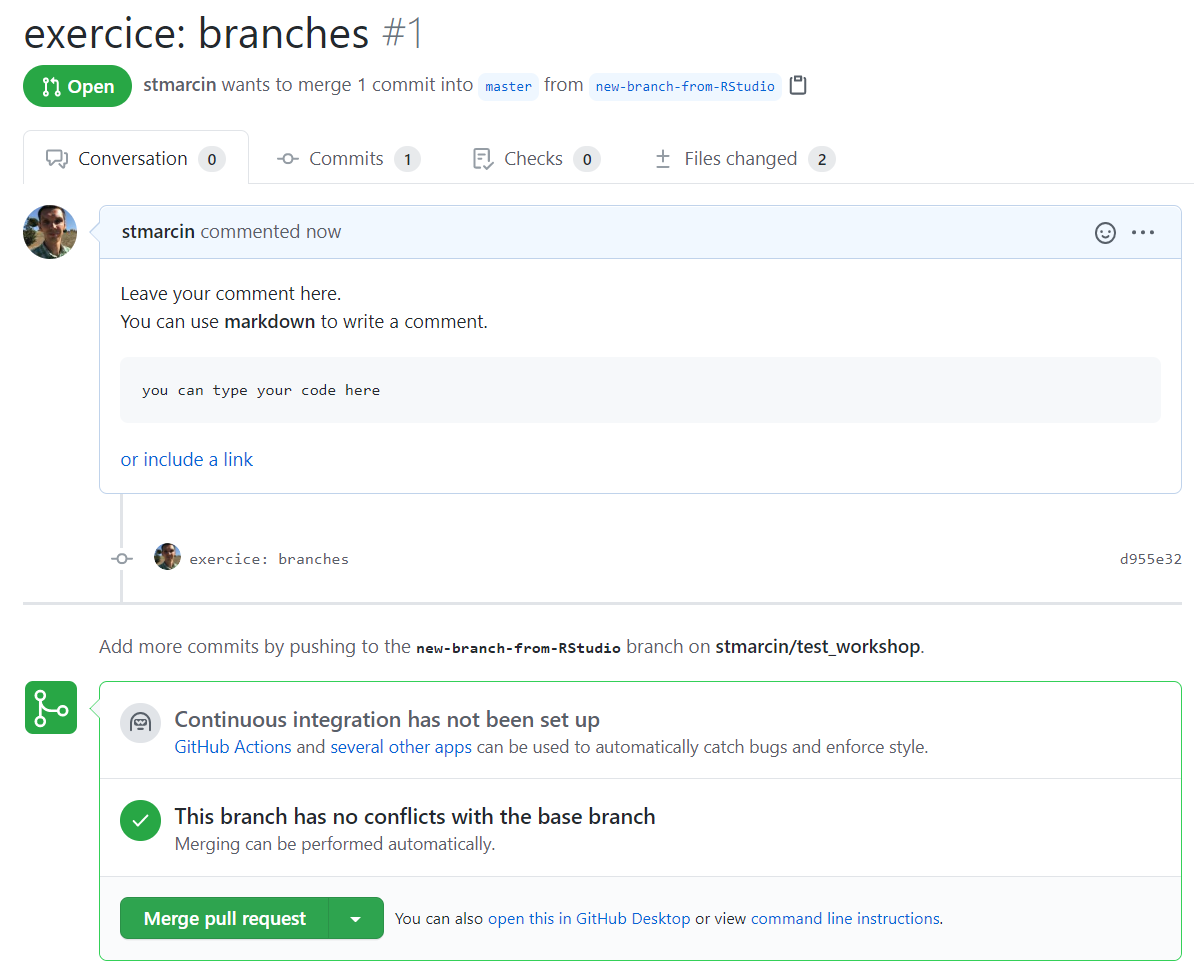 exercice: branches #1
Open stmarcin wants to merge 1 commit into master from new-branch-from-RStudio
Conversation 0 Commits 1 Checks 0 Files changed 2
stmarcin commented now
Leave your comment here.
You can use markdown to write a comment.
you can type your code here
or include a link
exercice: branches d955e32
Add more commits by pushing to the new-branch-from-RStudio branch on stmarcin/test_workshop.
Continuous integration has not been set up
GitHub Actions and several other apps can be used to automatically catch bugs and enforce style.
This branch has no conflicts with the base branch
Merging can be performed automatically.
Merge pull request You can also open this in GitHub Desktop or view command line instructions.